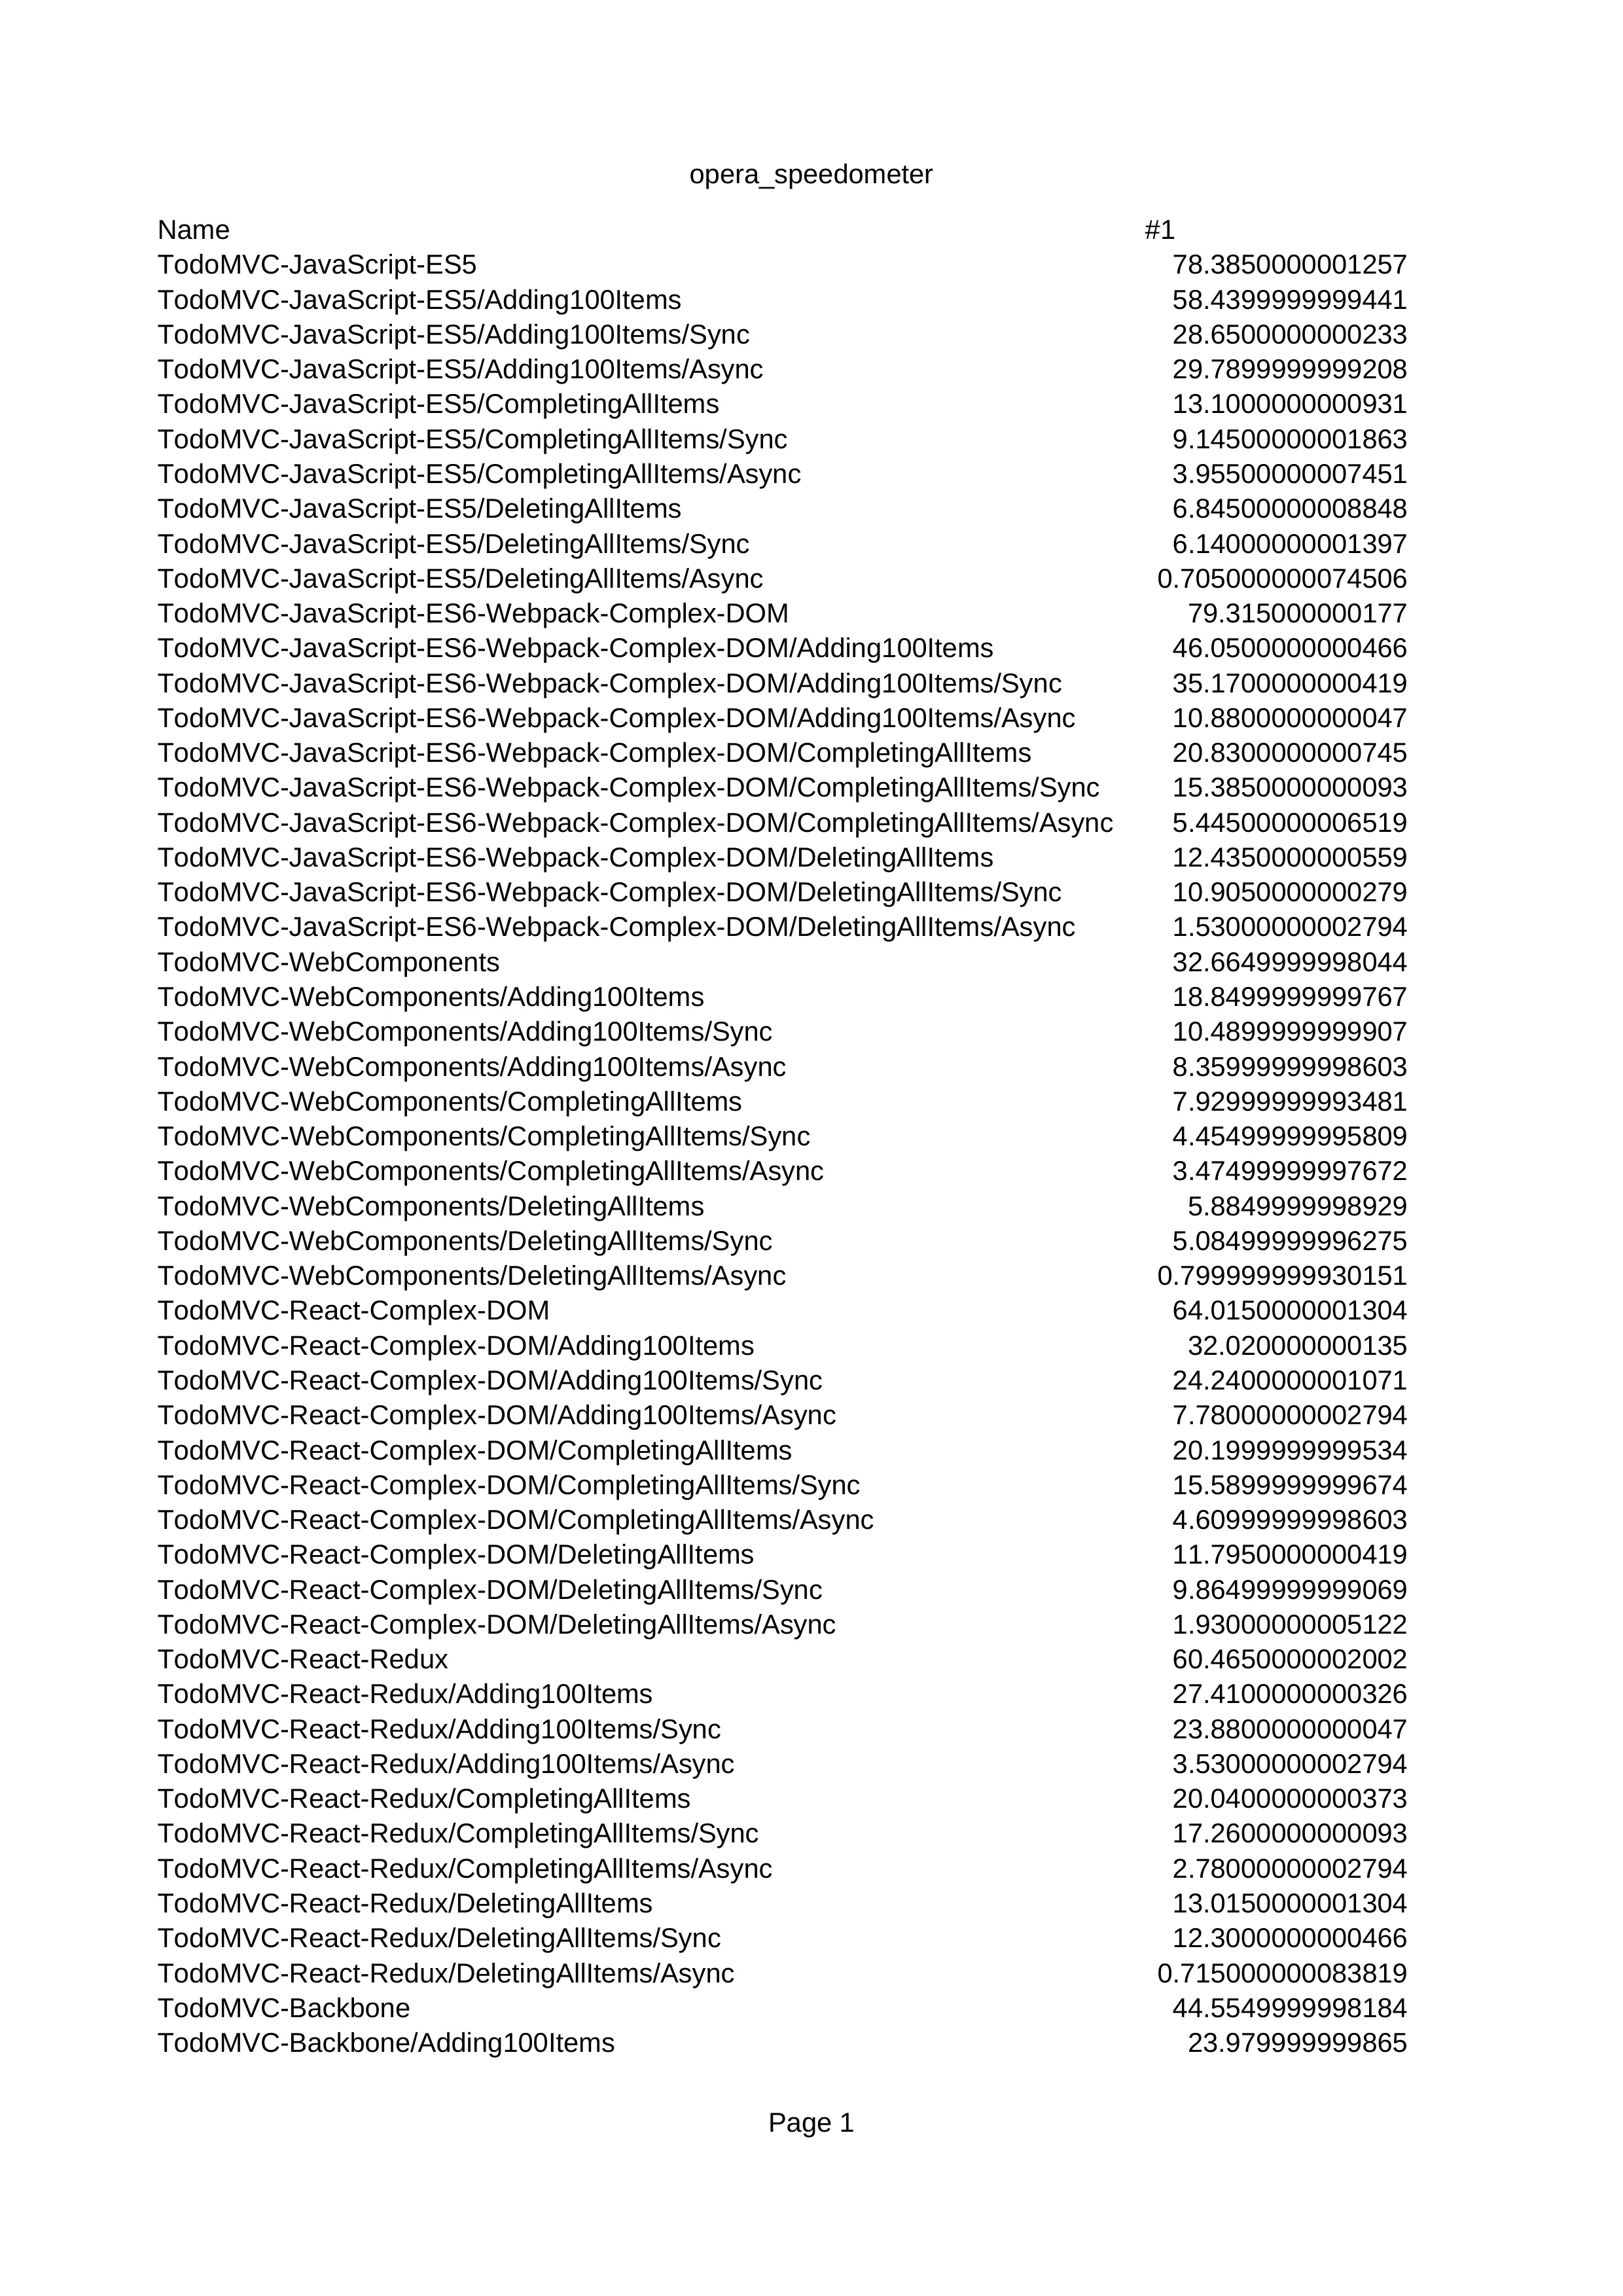 opera_speedometer
Name #1
TodoMVC-JavaScript-ES5 78.3850000001257
TodoMVC-JavaScript-ES5/Adding100Items 58.4399999999441
TodoMVC-JavaScript-ES5/Adding100Items/Sync 28.6500000000233
TodoMVC-JavaScript-ES5/Adding100Items/Async 29.7899999999208
TodoMVC-JavaScript-ES5/CompletingAllItems 13.1000000000931
TodoMVC-JavaScript-ES5/CompletingAllItems/Sync 9.14500000001863
TodoMVC-JavaScript-ES5/CompletingAllItems/Async 3.95500000007451
TodoMVC-JavaScript-ES5/DeletingAllItems 6.84500000008848
TodoMVC-JavaScript-ES5/DeletingAllItems/Sync 6.14000000001397
TodoMVC-JavaScript-ES5/DeletingAllItems/Async 0.705000000074506
TodoMVC-JavaScript-ES6-Webpack-Complex-DOM 79.315000000177
TodoMVC-JavaScript-ES6-Webpack-Complex-DOM/Adding100Items 46.0500000000466
TodoMVC-JavaScript-ES6-Webpack-Complex-DOM/Adding100Items/Sync 35.1700000000419
TodoMVC-JavaScript-ES6-Webpack-Complex-DOM/Adding100Items/Async 10.8800000000047
TodoMVC-JavaScript-ES6-Webpack-Complex-DOM/CompletingAllItems 20.8300000000745
TodoMVC-JavaScript-ES6-Webpack-Complex-DOM/CompletingAllItems/Sync 15.3850000000093
TodoMVC-JavaScript-ES6-Webpack-Complex-DOM/CompletingAllItems/Async 5.44500000006519
TodoMVC-JavaScript-ES6-Webpack-Complex-DOM/DeletingAllItems 12.4350000000559
TodoMVC-JavaScript-ES6-Webpack-Complex-DOM/DeletingAllItems/Sync 10.9050000000279
TodoMVC-JavaScript-ES6-Webpack-Complex-DOM/DeletingAllItems/Async 1.53000000002794
TodoMVC-WebComponents 32.6649999998044
TodoMVC-WebComponents/Adding100Items 18.8499999999767
TodoMVC-WebComponents/Adding100Items/Sync 10.4899999999907
TodoMVC-WebComponents/Adding100Items/Async 8.35999999998603
TodoMVC-WebComponents/CompletingAllItems 7.92999999993481
TodoMVC-WebComponents/CompletingAllItems/Sync 4.45499999995809
TodoMVC-WebComponents/CompletingAllItems/Async 3.47499999997672
TodoMVC-WebComponents/DeletingAllItems 5.8849999998929
TodoMVC-WebComponents/DeletingAllItems/Sync 5.08499999996275
TodoMVC-WebComponents/DeletingAllItems/Async 0.799999999930151
TodoMVC-React-Complex-DOM 64.0150000001304
TodoMVC-React-Complex-DOM/Adding100Items 32.020000000135
TodoMVC-React-Complex-DOM/Adding100Items/Sync 24.2400000001071
TodoMVC-React-Complex-DOM/Adding100Items/Async 7.78000000002794
TodoMVC-React-Complex-DOM/CompletingAllItems 20.1999999999534
TodoMVC-React-Complex-DOM/CompletingAllItems/Sync 15.5899999999674
TodoMVC-React-Complex-DOM/CompletingAllItems/Async 4.60999999998603
TodoMVC-React-Complex-DOM/DeletingAllItems 11.7950000000419
TodoMVC-React-Complex-DOM/DeletingAllItems/Sync 9.86499999999069
TodoMVC-React-Complex-DOM/DeletingAllItems/Async 1.93000000005122
TodoMVC-React-Redux 60.4650000002002
TodoMVC-React-Redux/Adding100Items 27.4100000000326
TodoMVC-React-Redux/Adding100Items/Sync 23.8800000000047
TodoMVC-React-Redux/Adding100Items/Async 3.53000000002794
TodoMVC-React-Redux/CompletingAllItems 20.0400000000373
TodoMVC-React-Redux/CompletingAllItems/Sync 17.2600000000093
TodoMVC-React-Redux/CompletingAllItems/Async 2.78000000002794
TodoMVC-React-Redux/DeletingAllItems 13.0150000001304
TodoMVC-React-Redux/DeletingAllItems/Sync 12.3000000000466
TodoMVC-React-Redux/DeletingAllItems/Async 0.715000000083819
TodoMVC-Backbone 44.5549999998184
TodoMVC-Backbone/Adding100Items 23.979999999865
Page 1